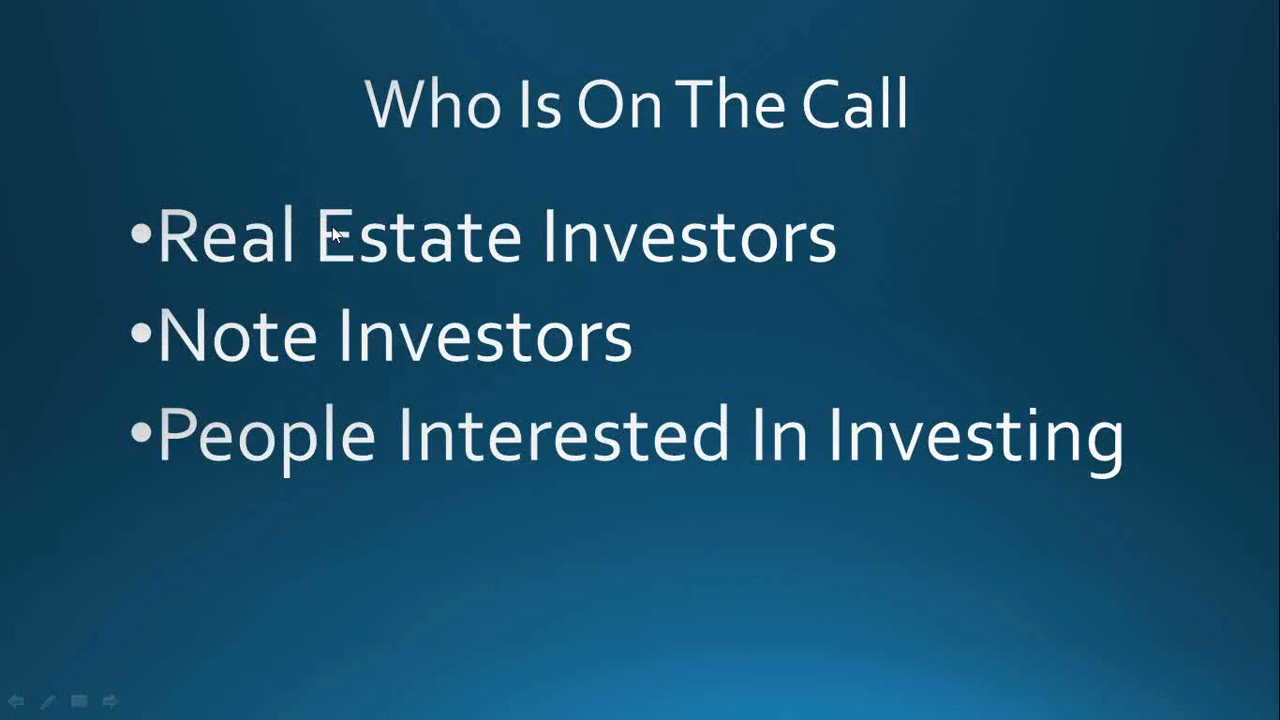 Who Is On The Call
•Real Estate Investors
•Note Investors
•People Interested In Investing